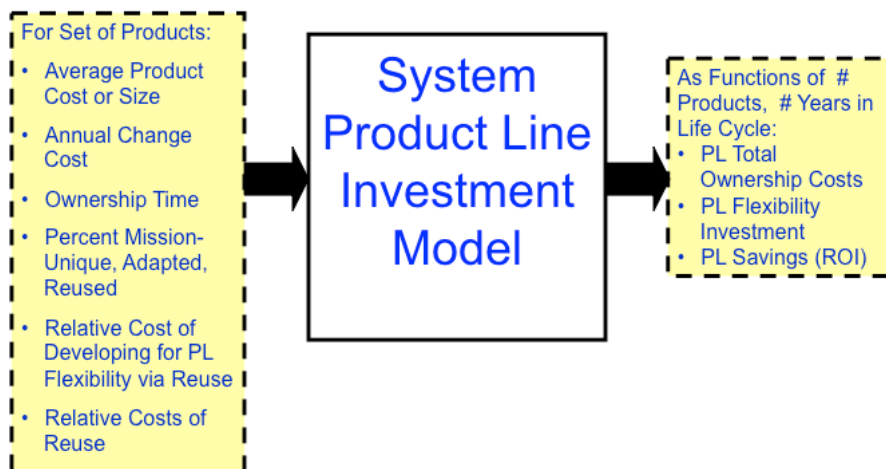 For Set of Products:
• Average Product
Cost or Size
• Annual Change
Cost
• Ownership Time
• Percent Mission-
Unique, Adapted,
Reused
• Relative Cost of
Developing for PL
Flexibility via Reuse
• Relative Costs of
Reuse
System
Product Line
Investment
Model
As Functions of #
Products, # Years in
Life Cycle:
• PL Total
Ownership Costs
• PL Flexibility
Investment
• PL Savings (ROI)